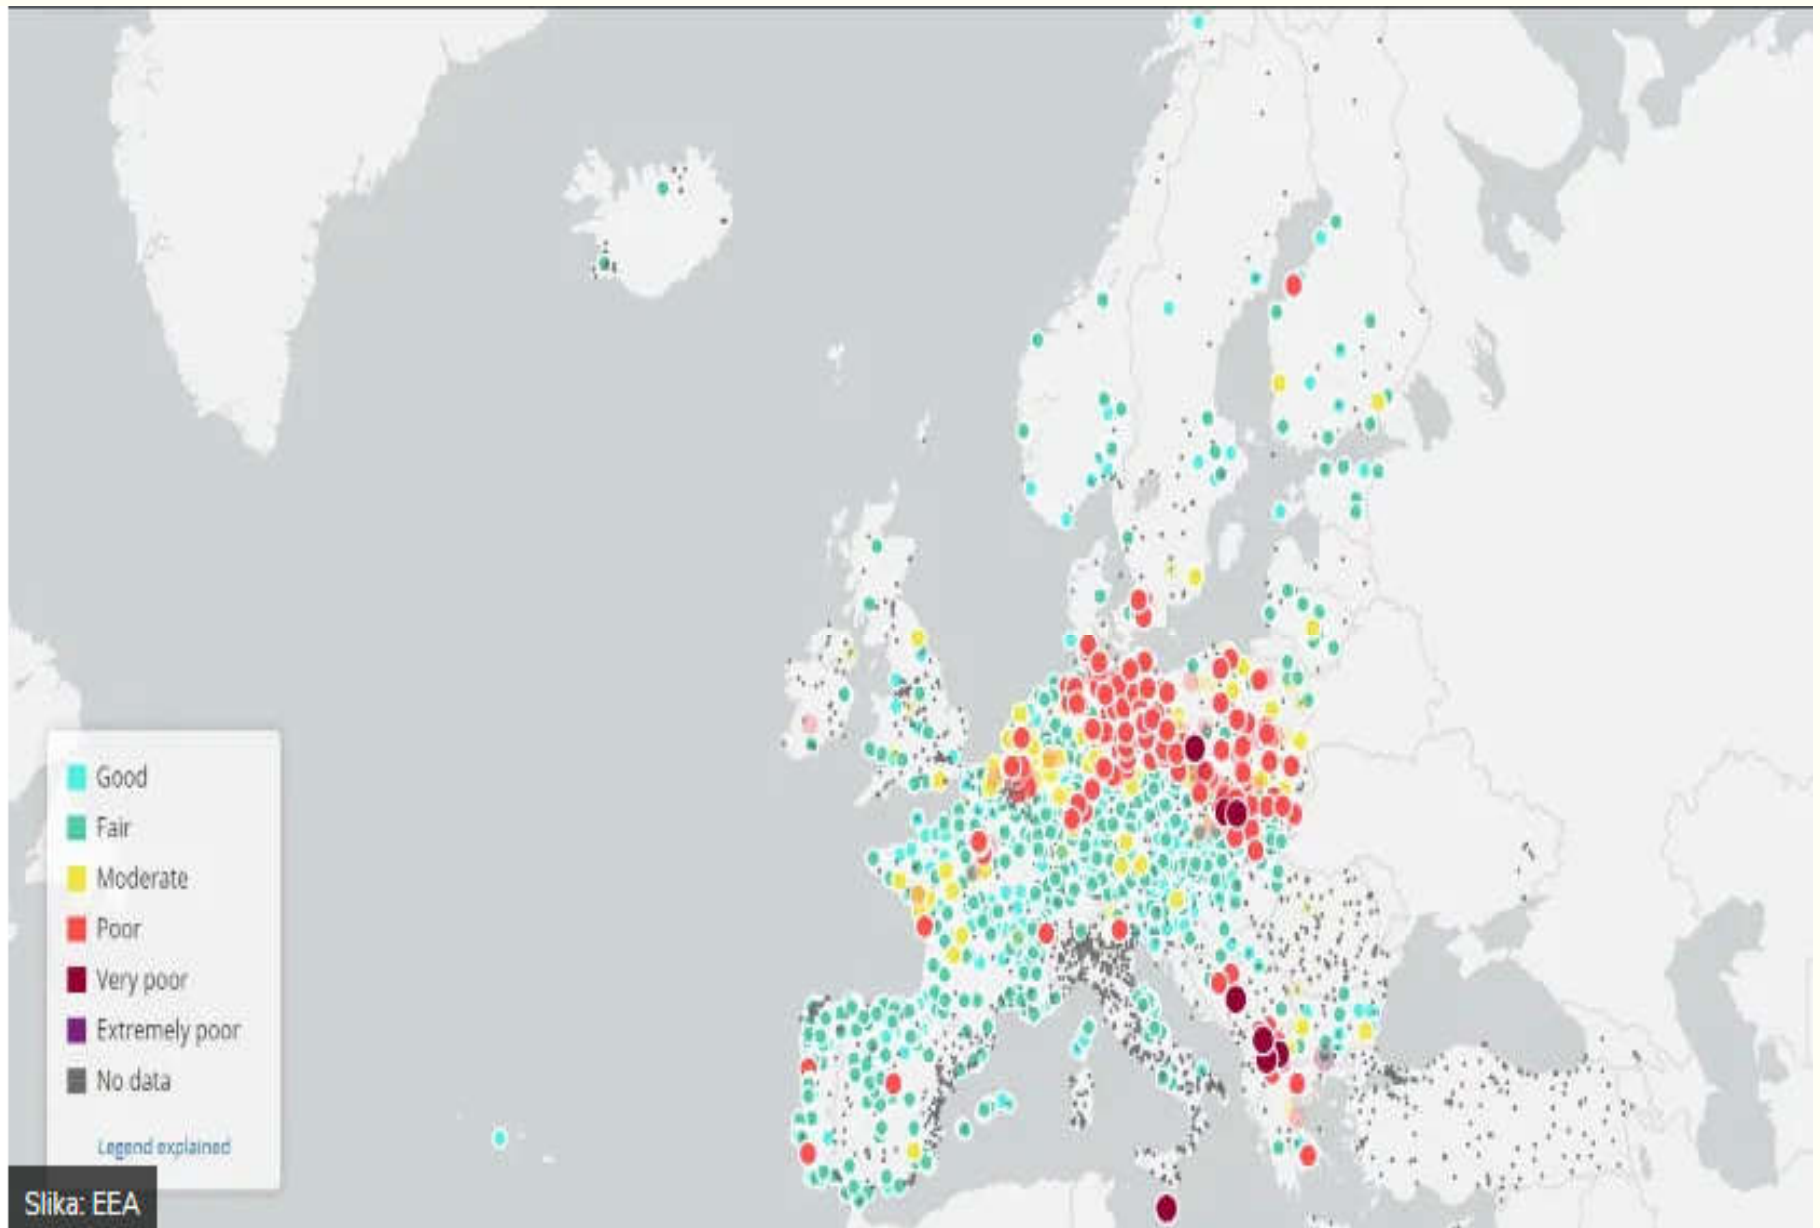 Good
Fair
Moderate
Poor
Very poor
Extremely poor
No data
Legend explained
Slika: EEA